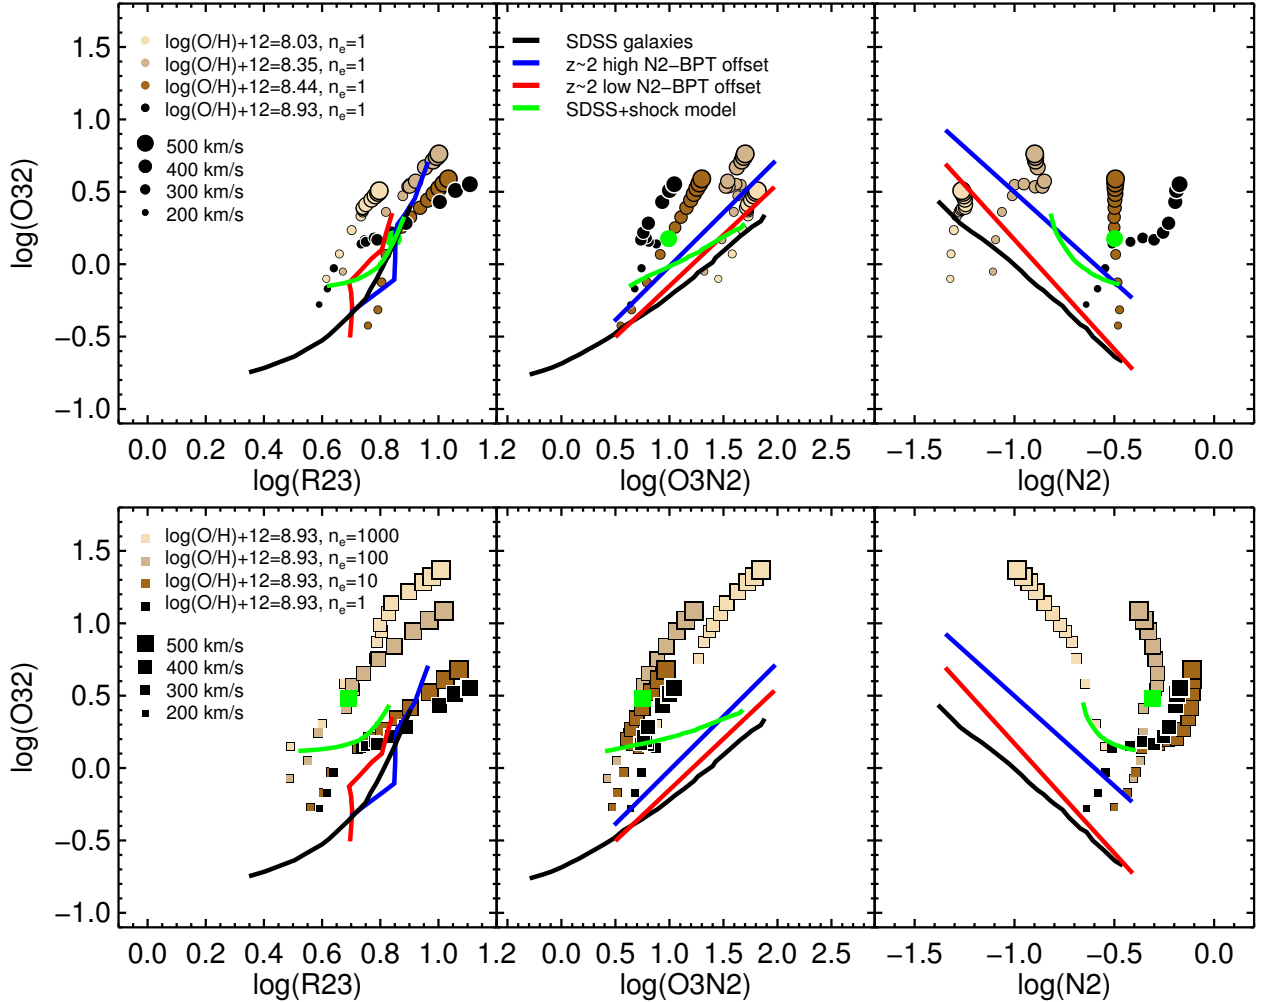 log(O32)
1.5
1.0
0.5
0.0
−0.5
−1.0
log(O/H)+12=8.03, nₑ=1
log(O/H)+12=8.35, nₑ=1
log(O/H)+12=8.44, nₑ=1
log(O/H)+12=8.93, nₑ=1
500 km/s
400 km/s
300 km/s
200 km/s
SDSS galaxies
z~2 high N2−BPT offset
z~2 low N2−BPT offset
SDSS+shock model
0.0 0.2 0.4 0.6 0.8 1.0 1.2
0.0 0.5 1.0 1.5 2.0 2.5
−1.5 −1.0 −0.5 0.0
log(R23) log(O3N2) log(N2)
log(O32)
1.5
1.0
0.5
0.0
−0.5
−1.0
log(O/H)+12=8.93, nₑ=1000
log(O/H)+12=8.93, nₑ=100
log(O/H)+12=8.93, nₑ=10
log(O/H)+12=8.93, nₑ=1
500 km/s
400 km/s
300 km/s
200 km/s
0.0 0.2 0.4 0.6 0.8 1.0 1.2
0.0 0.5 1.0 1.5 2.0 2.5
−1.5 −1.0 −0.5 0.0
log(R23) log(O3N2) log(N2)